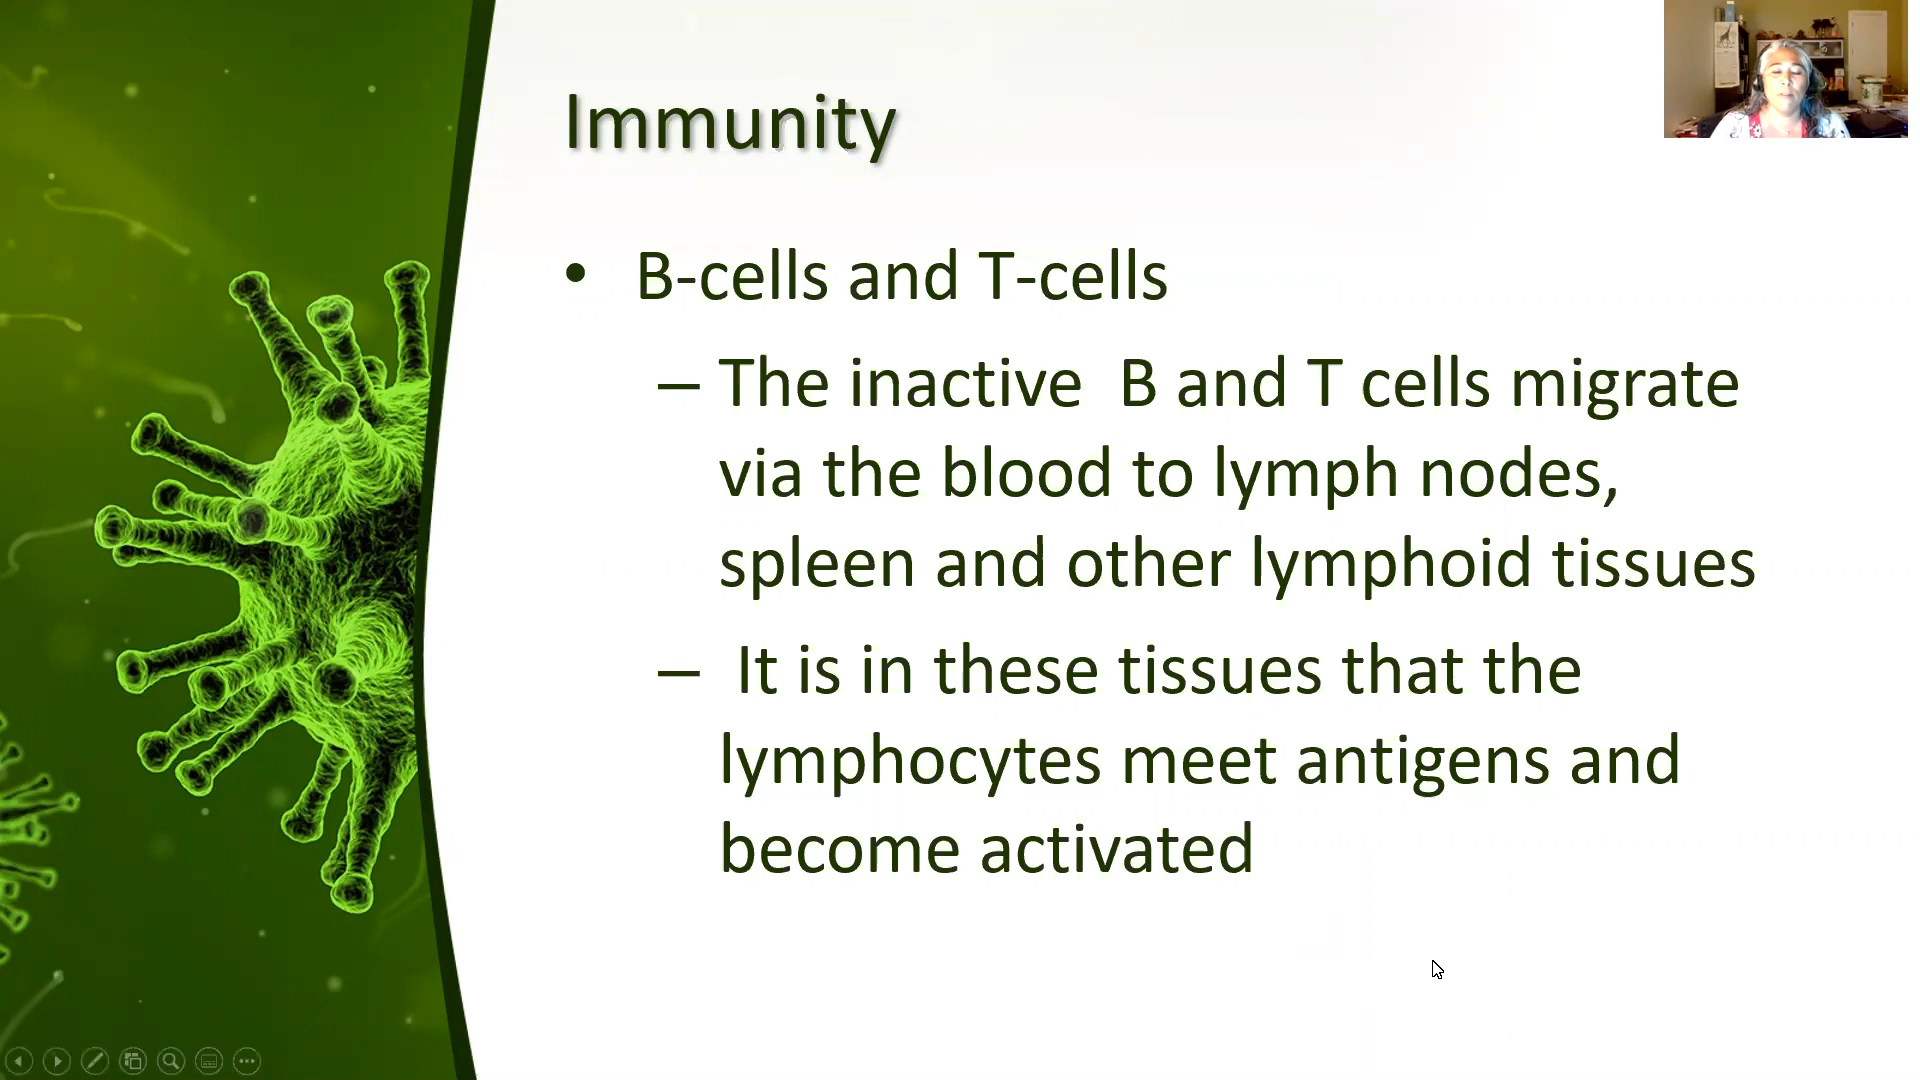 Immunity
• B-cells and T-cells
– The inactive  B and T cells migrate
via the blood to lymph nodes,
spleen and other lymphoid tissues
–  It is in these tissues that the
lymphocytes meet antigens and
become activated